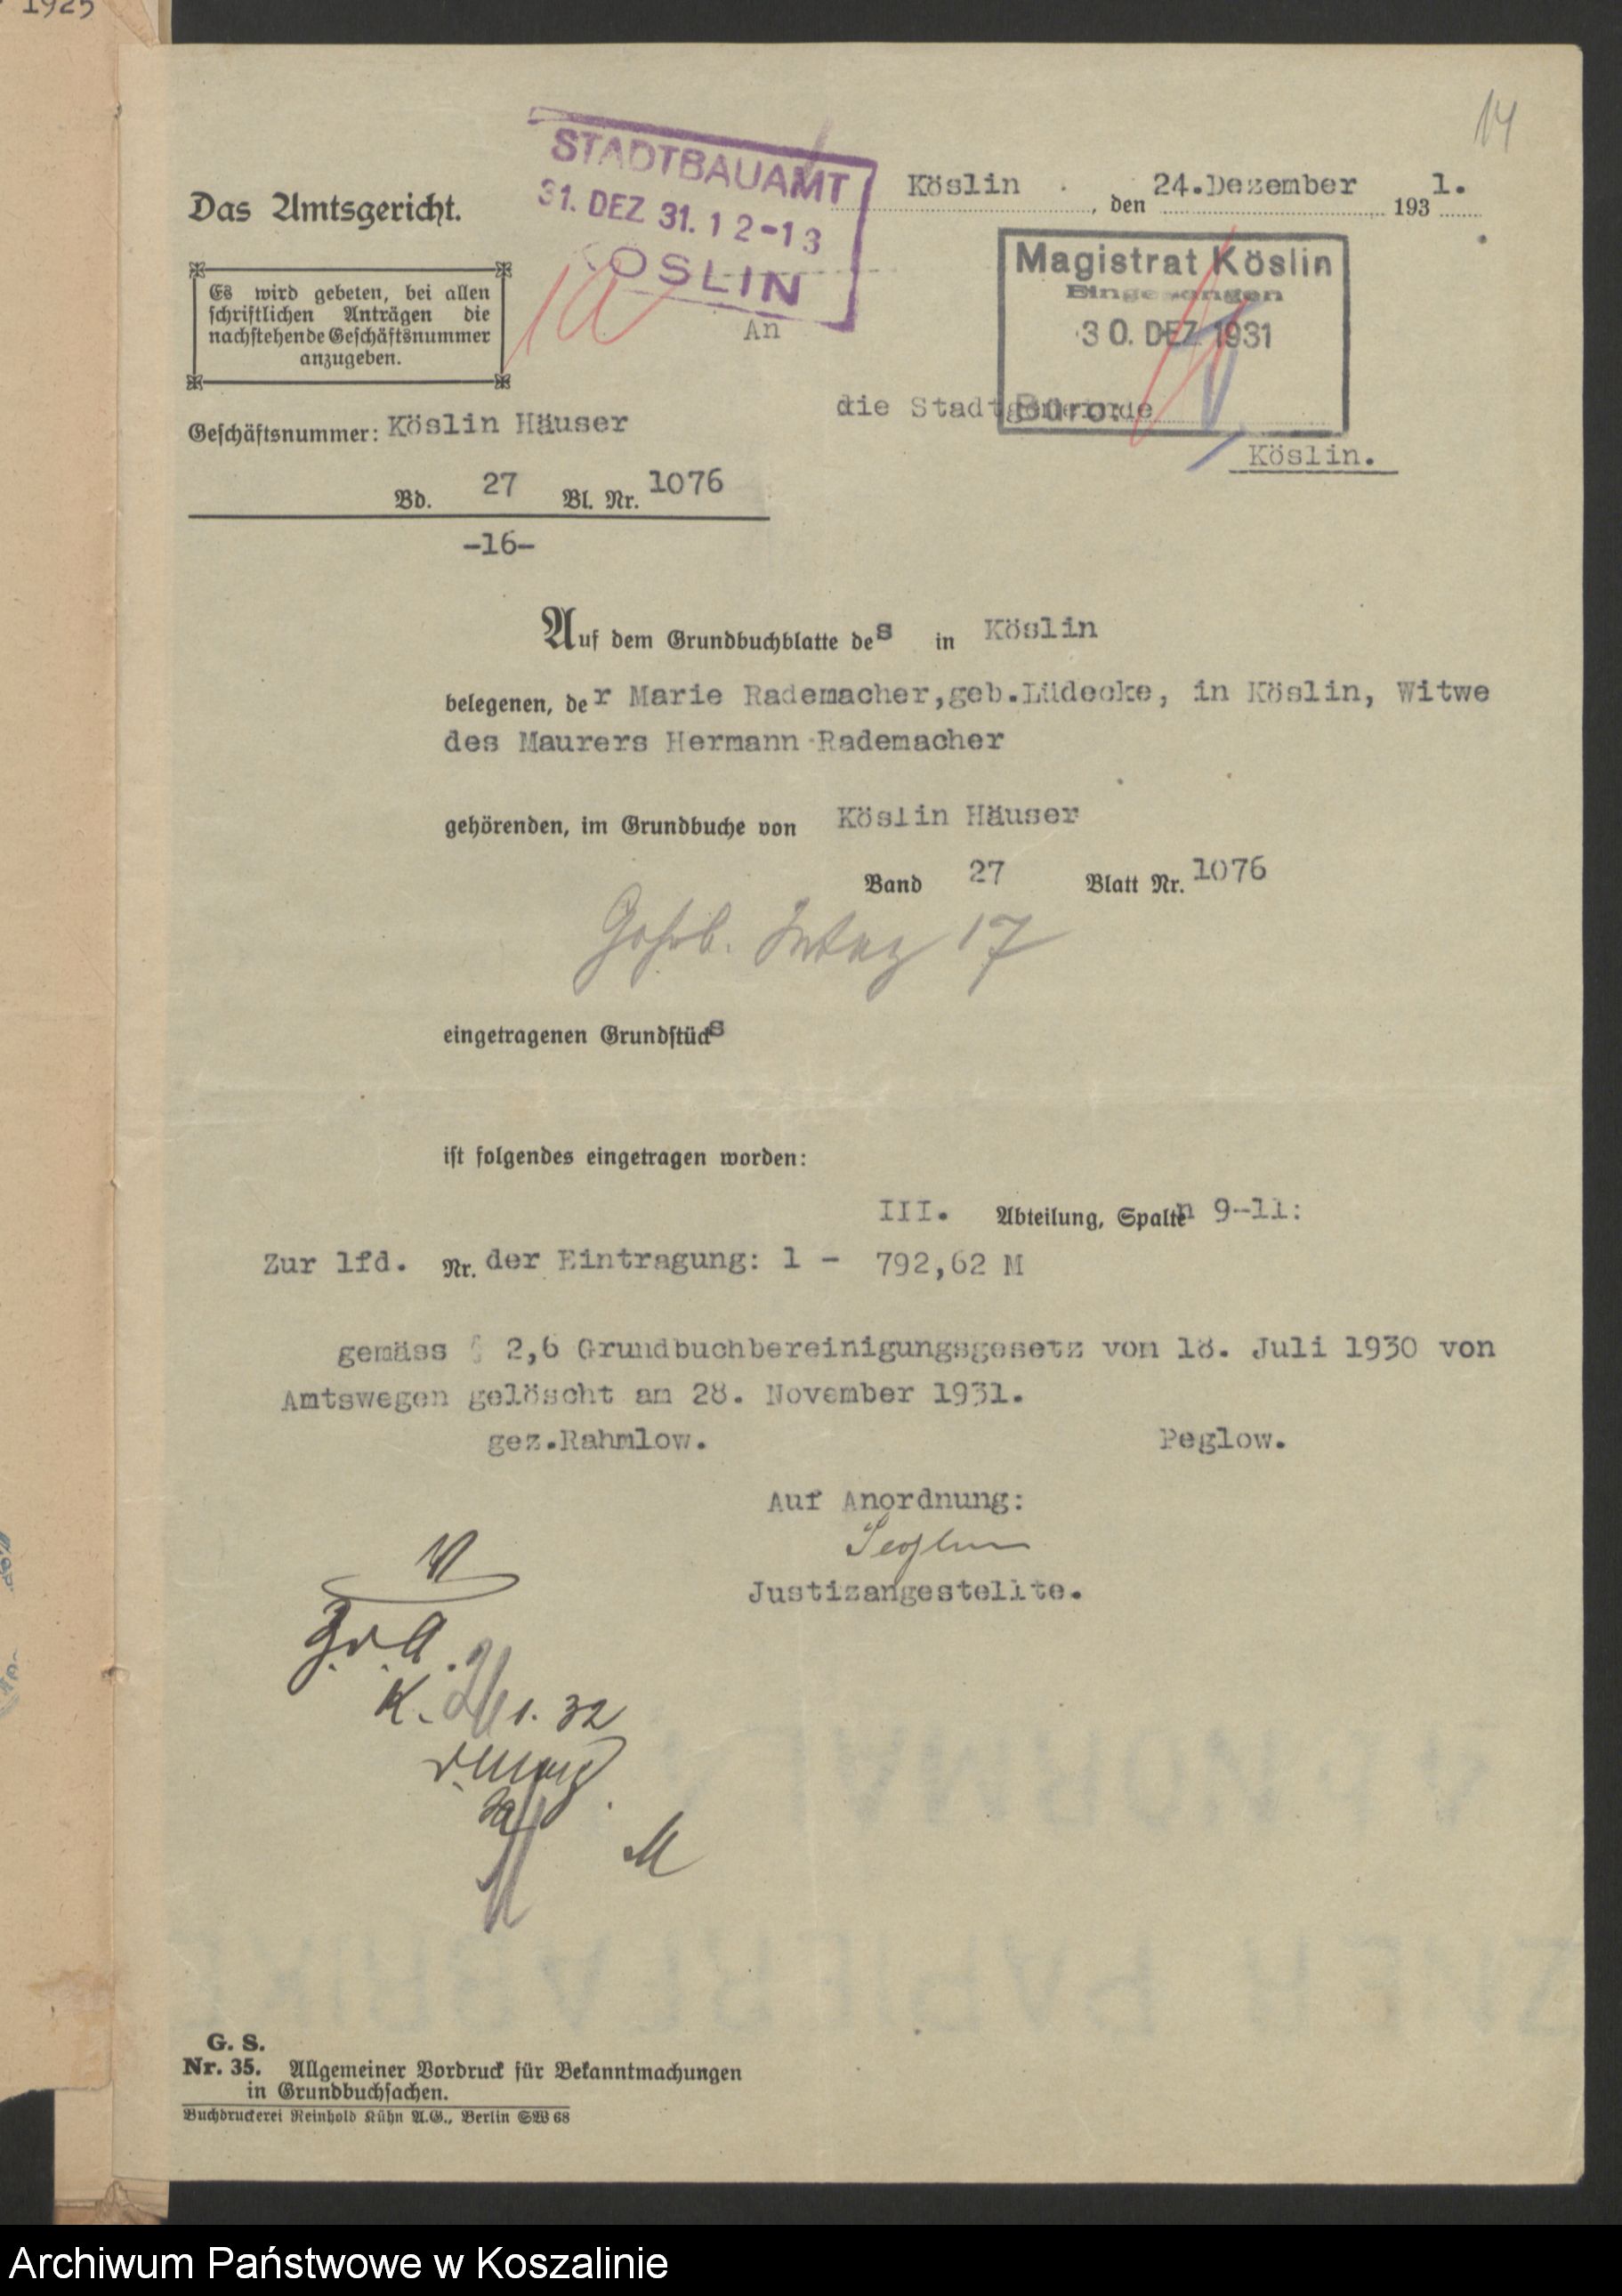 1925
14
STADTBAUAMT
31. DEZ 31. 12-13
OSLIN
Das Amtsgericht.
Köslin, den 24.Dezember 1931.
Es wird gebeten, bei allen
schriftlichen Anträgen die
nachstehende Geschäftsnummer
anzugeben.
Magistrat Köslin
Eingegangen
30. DEZ 1931
Büro:
An
die Stadtgemeinde
Köslin.
Geschäftsnummer: Köslin Häuser
Bd. 27 Bl. Nr. 1076
-16-
Auf dem Grundbuchblatte des in Köslin
belegenen, der Marie Rademacher,geb.Lüdecke, in Köslin, Witwe
des Maurers Hermann Rademacher
gehörenden, im Grundbuche von Köslin Häuser
Band 27 Blatt Nr. 1076
17
eingetragenen Grundstücks
ist folgendes eingetragen worden:
III. Abteilung, Spalten 9-11:
Zur lfd. Nr. der Eintragung: 1 - 792,62 M
gemäss § 2,6 Grundbuchbereinigungsgesetz von 18. Juli 1930 von
Amtswegen gelöscht am 28. November 1931.
gez.Rahmlow. Peglow.
Auf Anordnung:
Justizangestellte.
V
Z.d.A.
K. 1. 32
M
G. S.
Nr. 35. Allgemeiner Vordruck für Bekanntmachungen
in Grundbuchsachen.
Buchdruckerei Reinhold Kühn A.G., Berlin SW 68
Archiwum Państwowe w Koszalinie